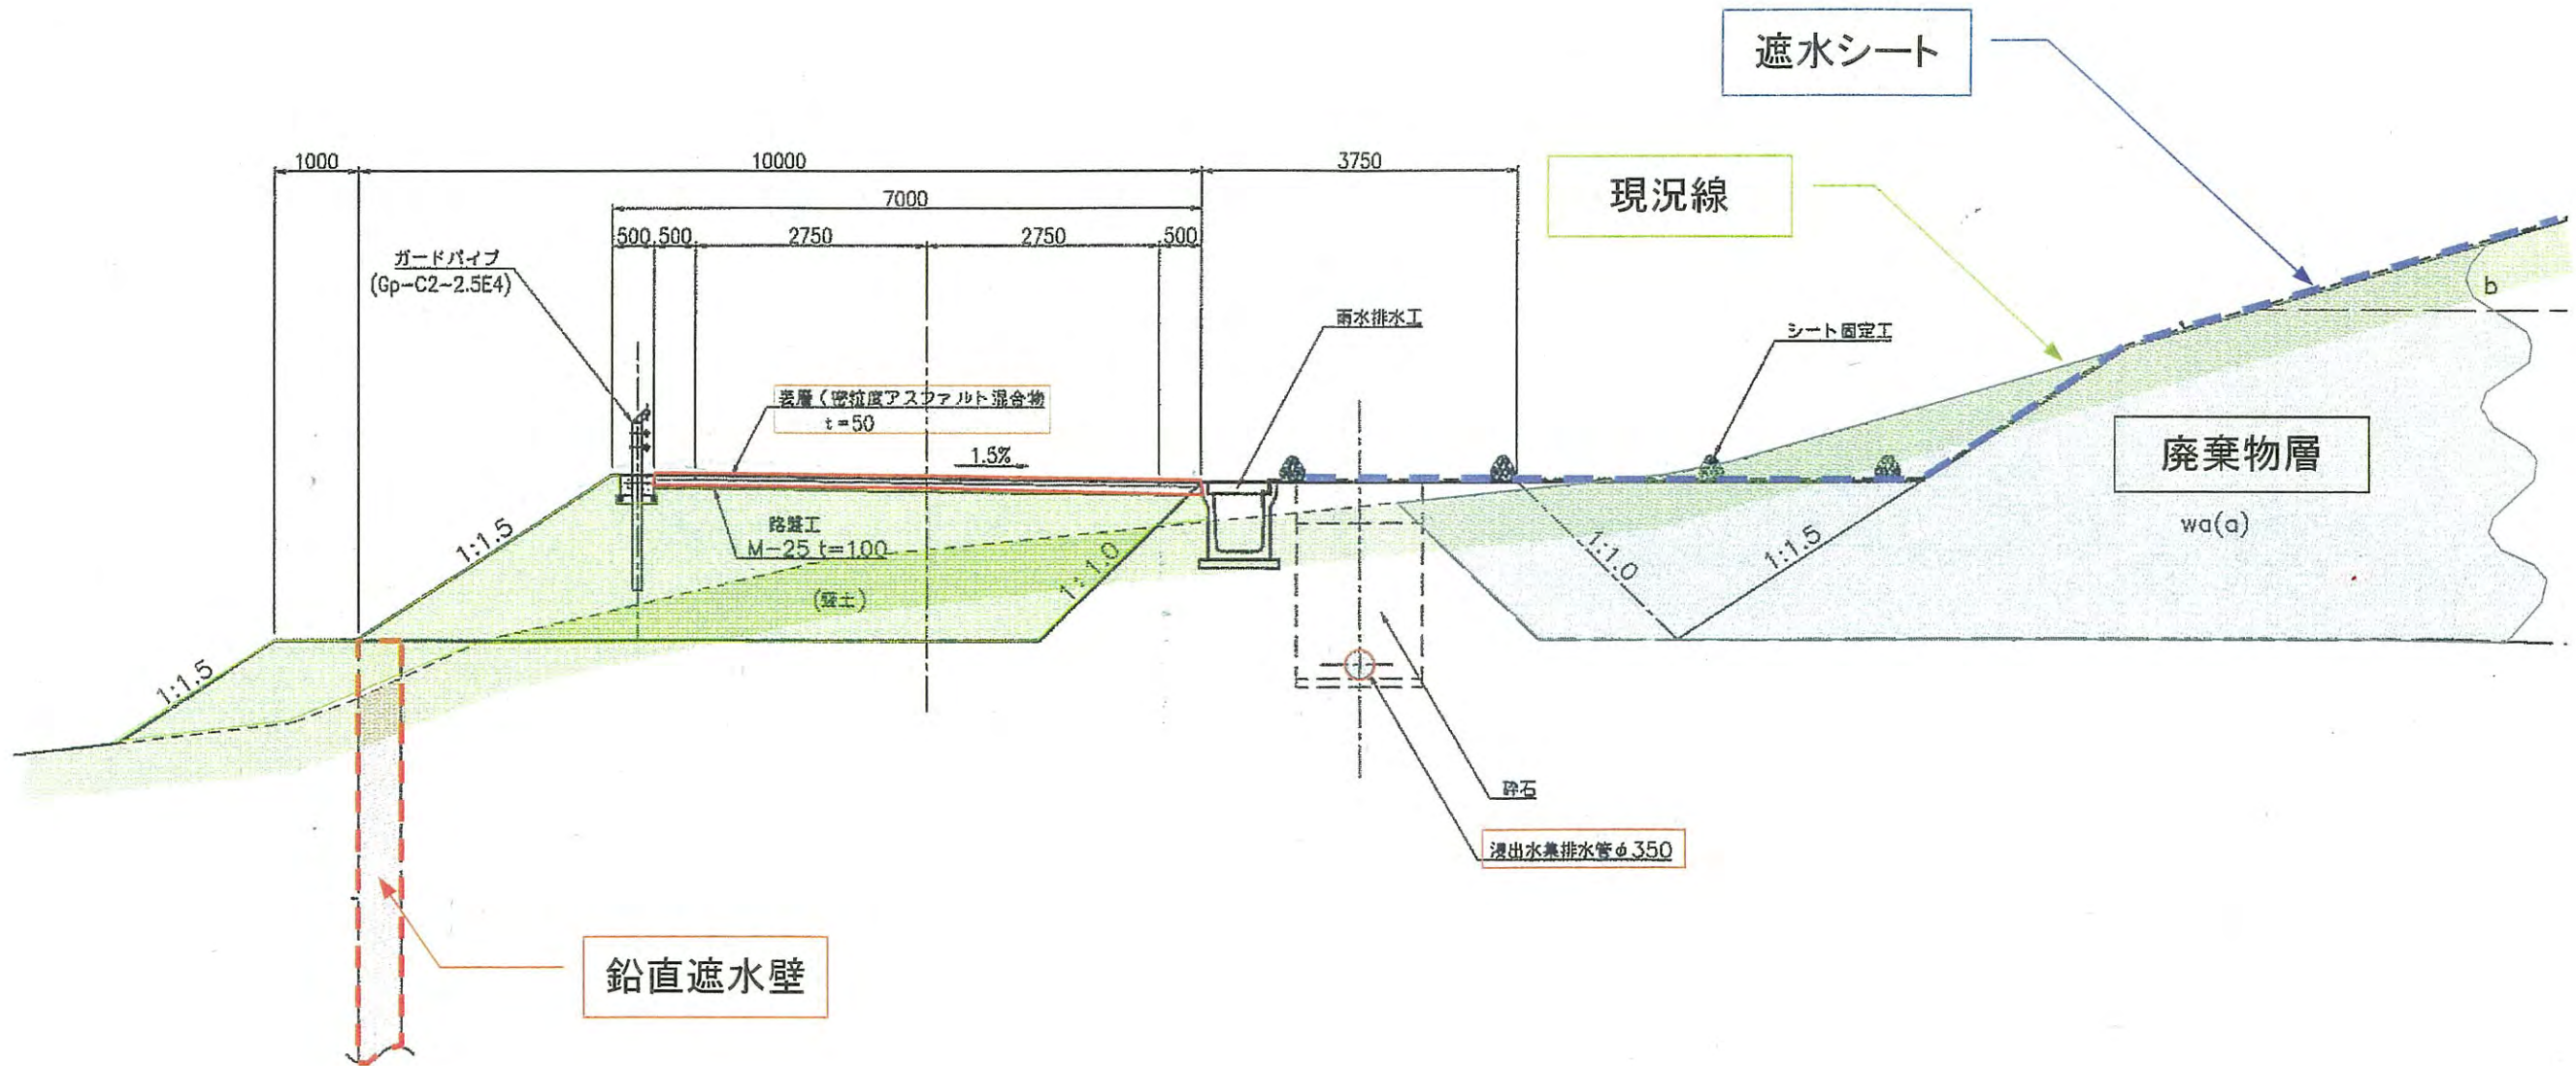 遮水シート
1000
10000
3750
現況線
7000
500
500
2750
2750
500
ガードパイプ
(Gp-C2-2.5E4)
b
雨水排水工
シート固定工
表層(密粒度アスファルト混合物
t=50
1.5%
廃棄物層
wa(a)
1:1.5
路盤工
M-25 t=100
1:1.0
1:1.0
1:1.5
(盛土)
1:1.5
砕石
浸出水集排水管φ350
鉛直遮水壁